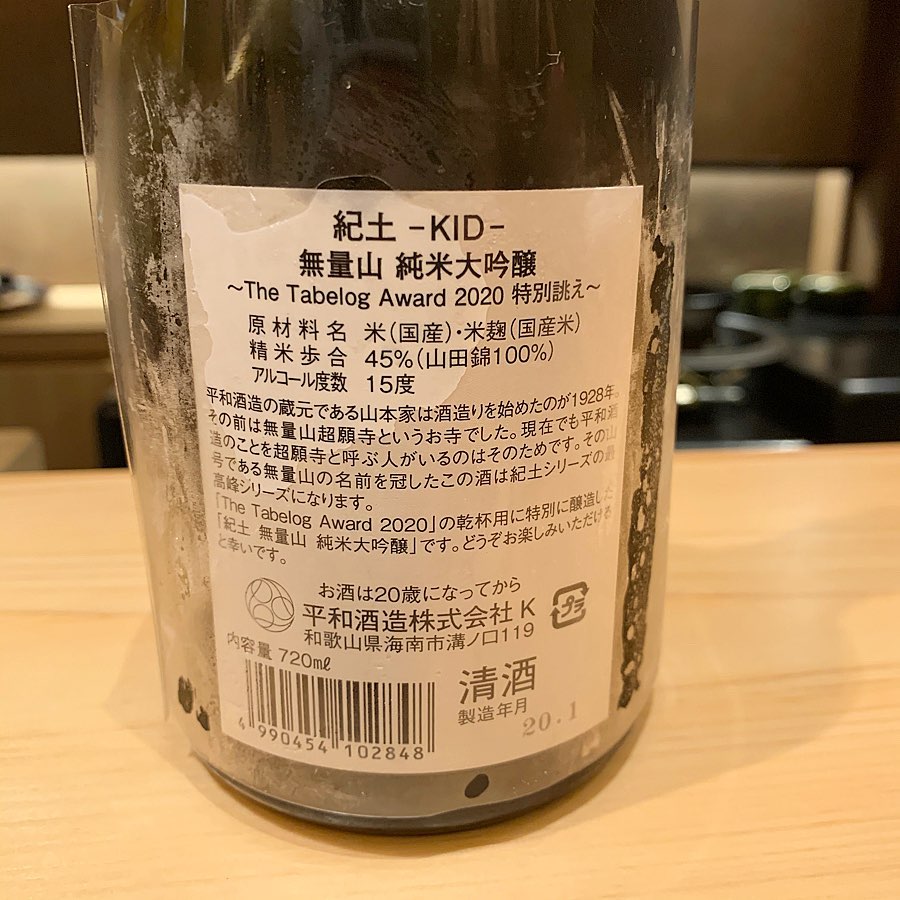 紀土 -KID-
無量山 純米大吟醸
~The Tabelog Award 2020 特別誂え~
原材料名 米(国産)・米麹(国産米)
精米歩合 45%(山田錦100%)
アルコール度数 15度
平和酒造の蔵元である山本家は酒造りを始めたのが1928年。
その前は無量山超願寺というお寺でした。現在でも平和酒
造のことを超願寺と呼ぶ人がいるのはそのためです。その山
号である無量山の名前を冠したこの酒は紀土シリーズの最
高峰シリーズになります。
「The Tabelog Award 2020」の乾杯用に特別に醸造した
「紀土 無量山 純米大吟醸」です。どうぞお楽しみいただける
と幸いです。
お酒は20歳になってから
平和酒造株式会社 K
和歌山県海南市溝ノ口119
プラ
内容量 720ml
清酒
製造年月
20.1
4 990454 102848